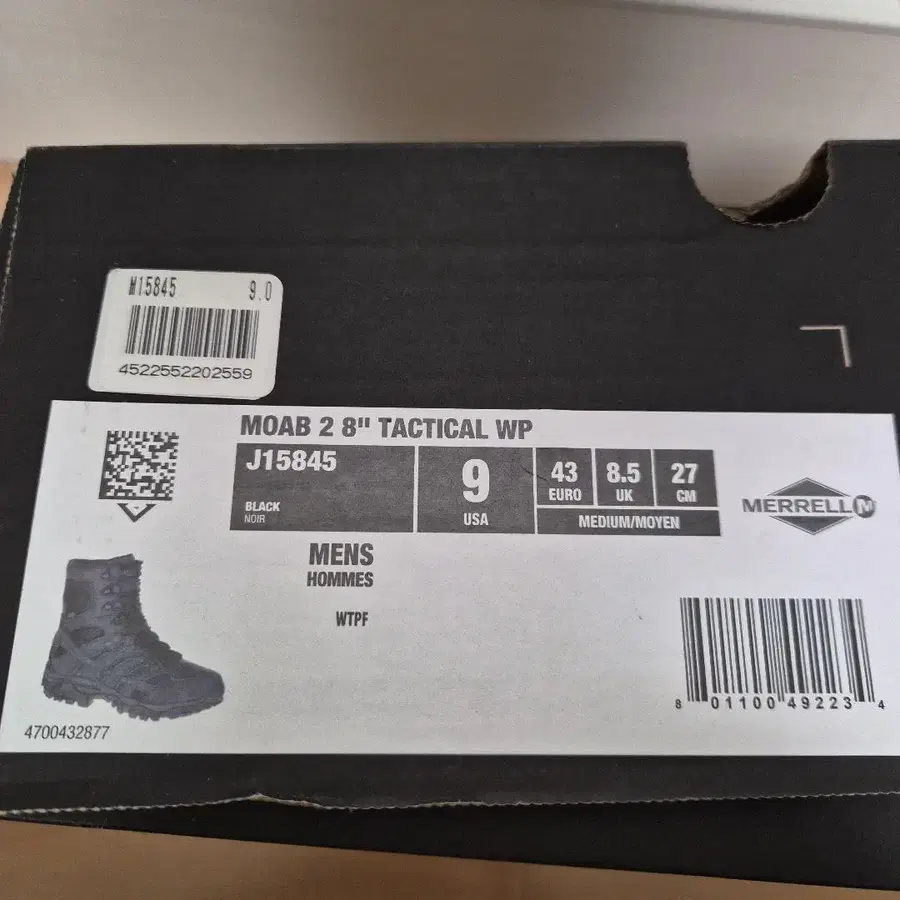 M15845 9.0
4522552202559
MOAB 2 8" TACTICAL WP
J15845
BLACK
NOIR
9
USA
43
EURO
8.5
UK
27
CM
MEDIUM/MOYEN
MERRELL M
MENS
HOMMES
WTPF
4700432877
8 01100 49223 4